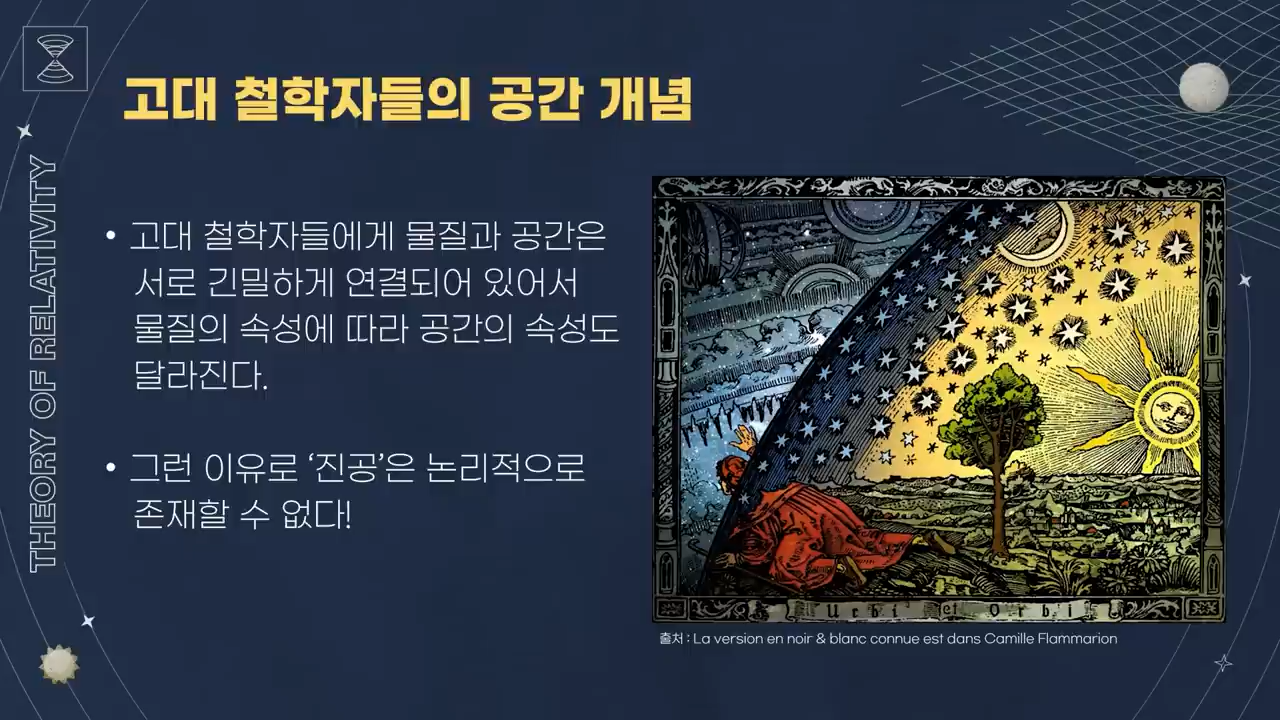 고대 철학자들의 공간 개념
THEORY OF RELATIVITY
• 고대 철학자들에게 물질과 공간은
서로 긴밀하게 연결되어 있어서
물질의 속성에 따라 공간의 속성도
달라진다.
• 그런 이유로 ‘진공’은 논리적으로
존재할 수 없다!
Urbi et Orbi
출처 : La version en noir & blanc connue est dans Camille Flammarion